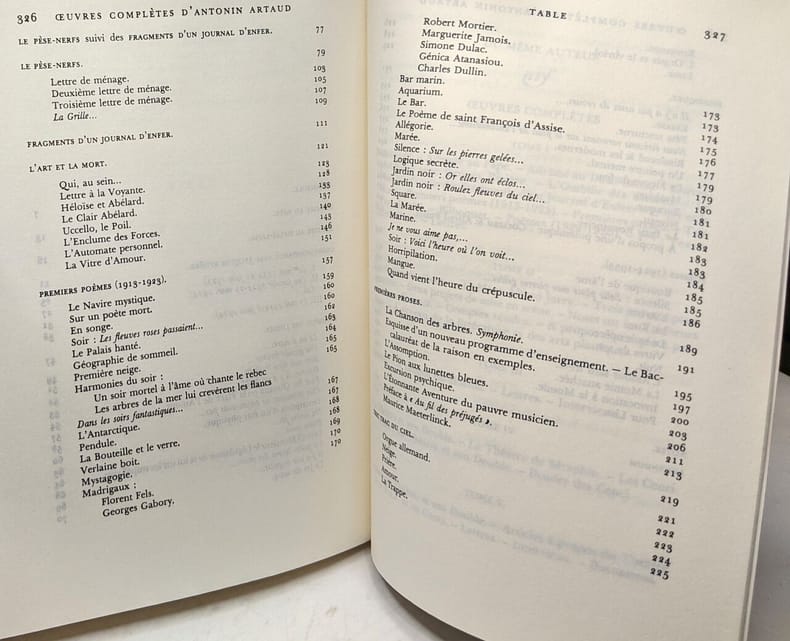 326 ŒUVRES COMPLÈTES D'ANTONIN ARTAUD
LE PÈSE-NERFS suivi des FRAGMENTS D'UN JOURNAL D'ENFER. 77
LE PÈSE-NERFS. 79
Lettre de ménage. 103
Deuxième lettre de ménage. 105
Troisième lettre de ménage. 107
La Grille... 109
FRAGMENTS D'UN JOURNAL D'ENFER. 111
L'ART ET LA MORT. 121
Qui, au sein... 123
Lettre à la Voyante. 128
Héloïse et Abélard. 133
Le Clair Abélard. 137
Uccello, le Poil. 140
L'Enclume des Forces. 143
L'Automate personnel. 146
La Vitre d'Amour. 151
PREMIERS POÈMES (1913-1923). 157
Le Navire mystique. 159
Sur un poète mort. 160
En songe. 160
Soir : Les fleuves roses passaient... 162
Le Palais hanté. 163
Géographie de sommeil. 164
Première neige. 165
Harmonies du soir :
Un soir mortel à l'âme où chante le rebec
Les arbres de la mer lui crevèrent les flancs 167
Dans les soirs fantastiques... 167
L'Antarctique. 168
Pendule. 168
La Bouteille et le verre. 169
Verlaine boit. 170
Mystagogie. 170
Madrigaux :
Florent Fels.
Georges Gabory.
TABLE 327
Robert Mortier.
Marguerite Jamois.
Simone Dulac.
Génica Atanasiou.
Charles Dullin.
Bar marin. 173
Aquarium. 173
Le Bar. 174
Le Poème de saint François d'Assise. 175
Allégorie. 176
Marée. 177
Silence : Sur les pierres gelées... 179
Logique secrète. 179
Jardin noir : Or elles ont éclos... 180
Jardin noir : Roulez fleuves du ciel... 181
Square. 181
La Marée. 182
Marine. 183
Je ne vous aime pas,... 183
Soir : Voici l'heure où l'on voit... 184
Horripilation. 185
Mangue. 185
Quand vient l'heure du crépuscule. 186
PREMIÈRES PROSES. 189
La Chanson des arbres. Symphonie. 191
Esquisse d'un nouveau programme d'enseignement. — Le Bac-
calauréat de la raison en exemples. 195
L'Assomption. 197
Le Pion aux lunettes bleues. 200
Excursion psychique. 203
L'Étonnante Aventure du pauvre musicien. 206
Préface à « Au fil des préjugés ». 211
Maurice Maeterlinck. 213
TRIC TRAC DU CIEL. 219
Orgue allemand. 221
Neige. 222
Prière. 223
Amour. 224
La Trappe. 225